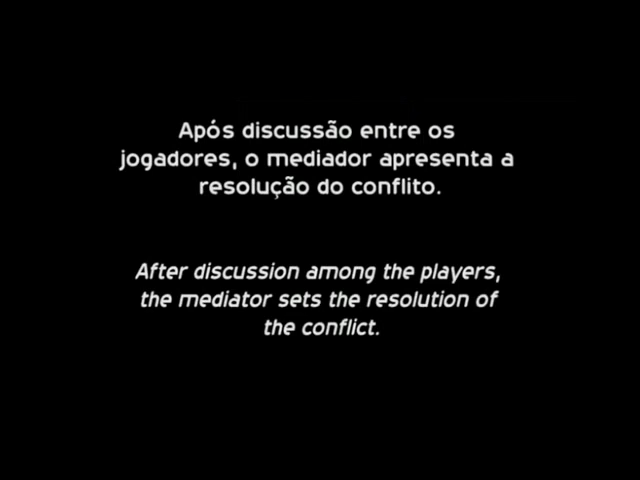 Após discussão entre os
jogadores, o mediador apresenta a
resolução do conflito.
After discussion among the players,
the mediator sets the resolution of
the conflict.